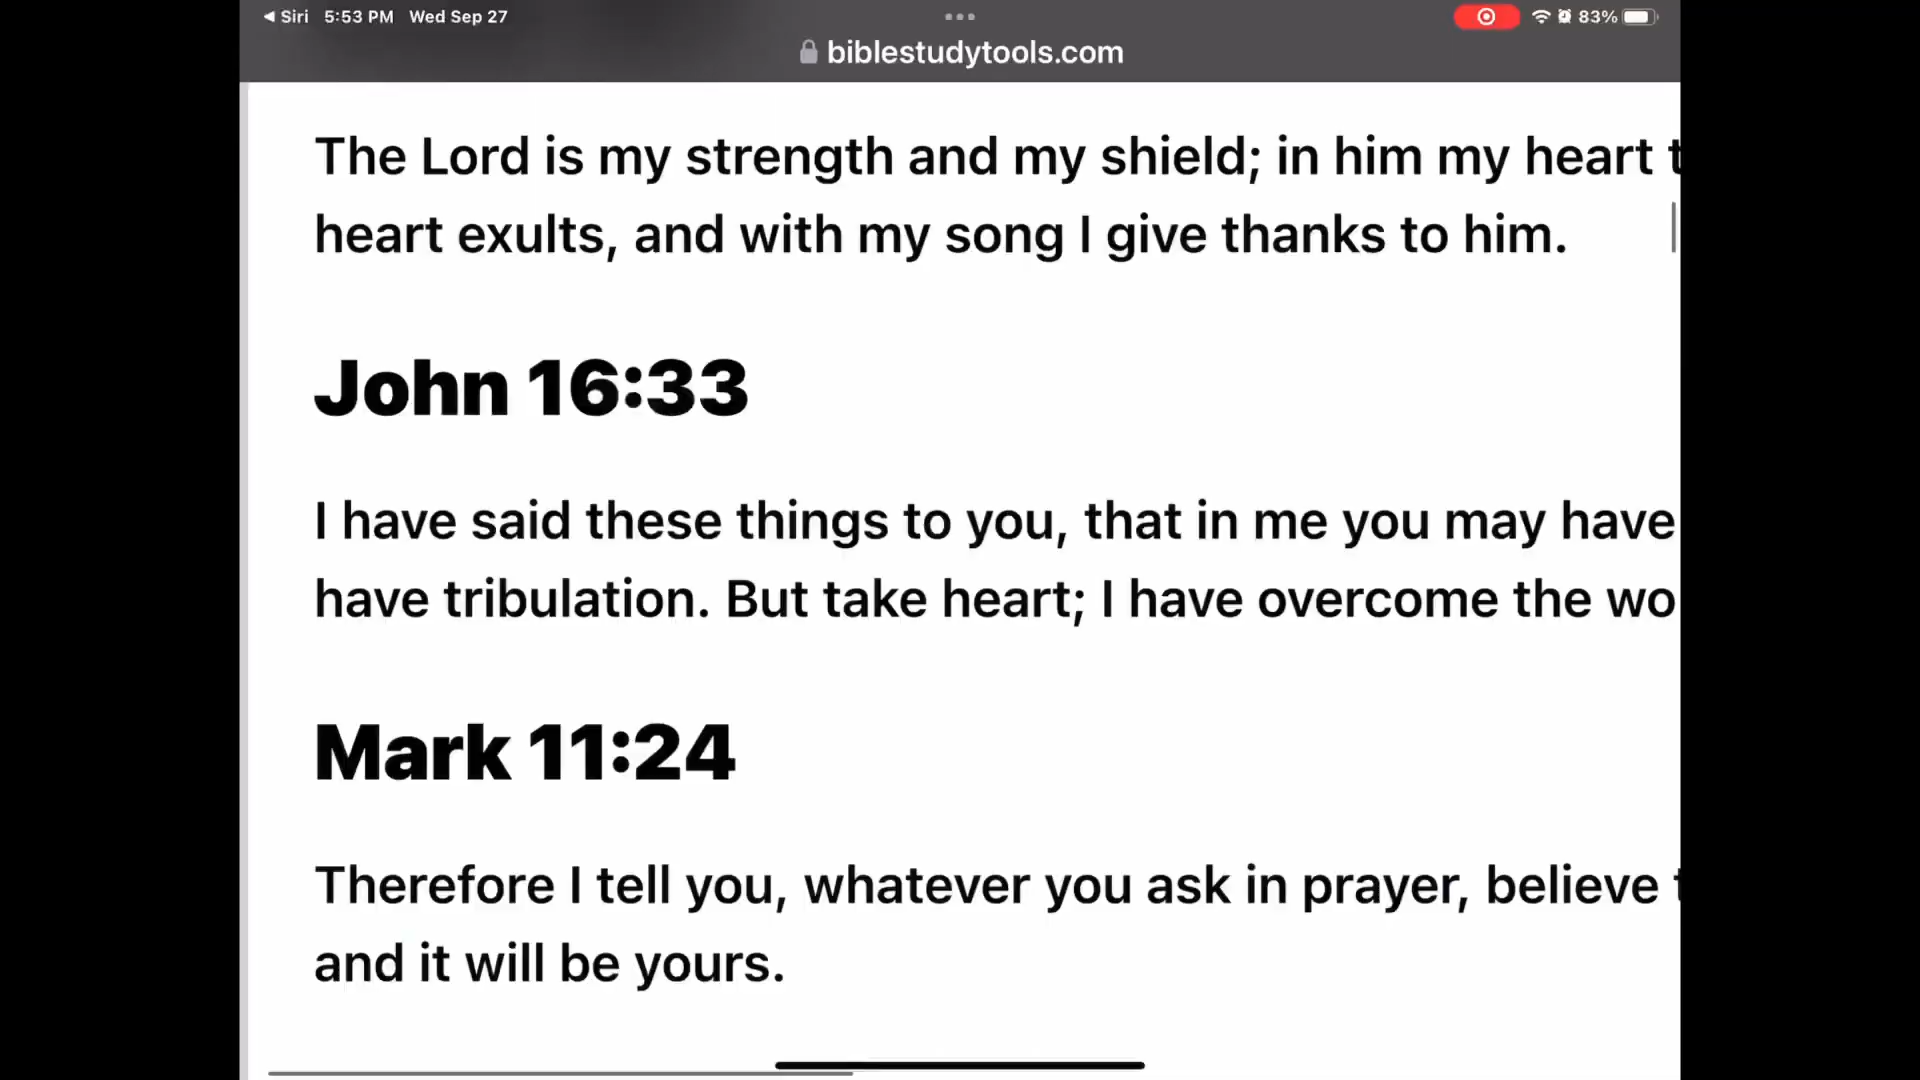 Siri 5:53 PM Wed Sep 27
83%
biblestudytools.com
The Lord is my strength and my shield; in him my heart
heart exults, and with my song I give thanks to him.
John 16:33
I have said these things to you, that in me you may have
have tribulation. But take heart; I have overcome the wo
Mark 11:24
Therefore I tell you, whatever you ask in prayer, believe
and it will be yours.